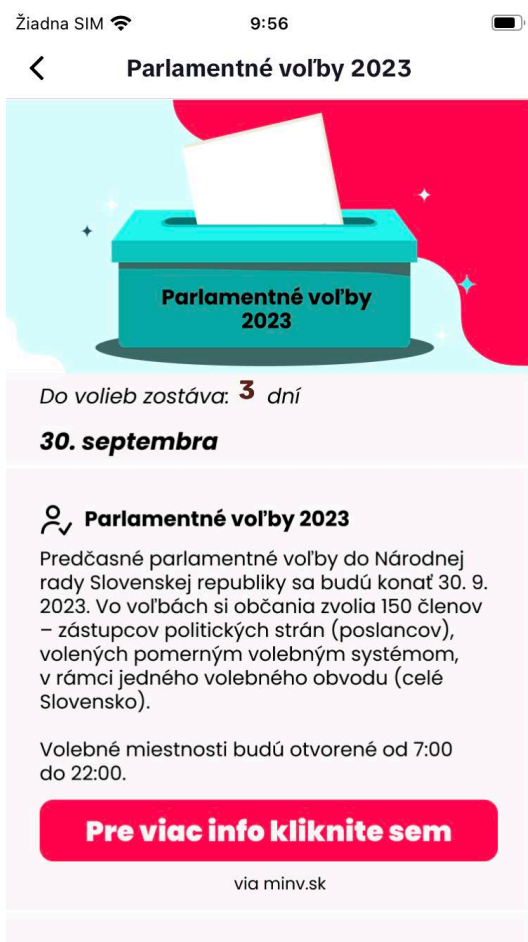 Žiadna SIM
9:56
Parlamentné voľby 2023
Parlamentné voľby
2023
Do volieb zostáva: 3 dní
30. septembra
Parlamentné voľby 2023
Predčasné parlamentné voľby do Národnej
rady Slovenskej republiky sa budú konať 30. 9.
2023. Vo voľbách si občania zvolia 150 členov
– zástupcov politických strán (poslancov),
volených pomerným volebným systémom,
v rámci jedného volebného obvodu (celé
Slovensko).
Volebné miestnosti budú otvorené od 7:00
do 22:00.
Pre viac info kliknite sem
via minv.sk